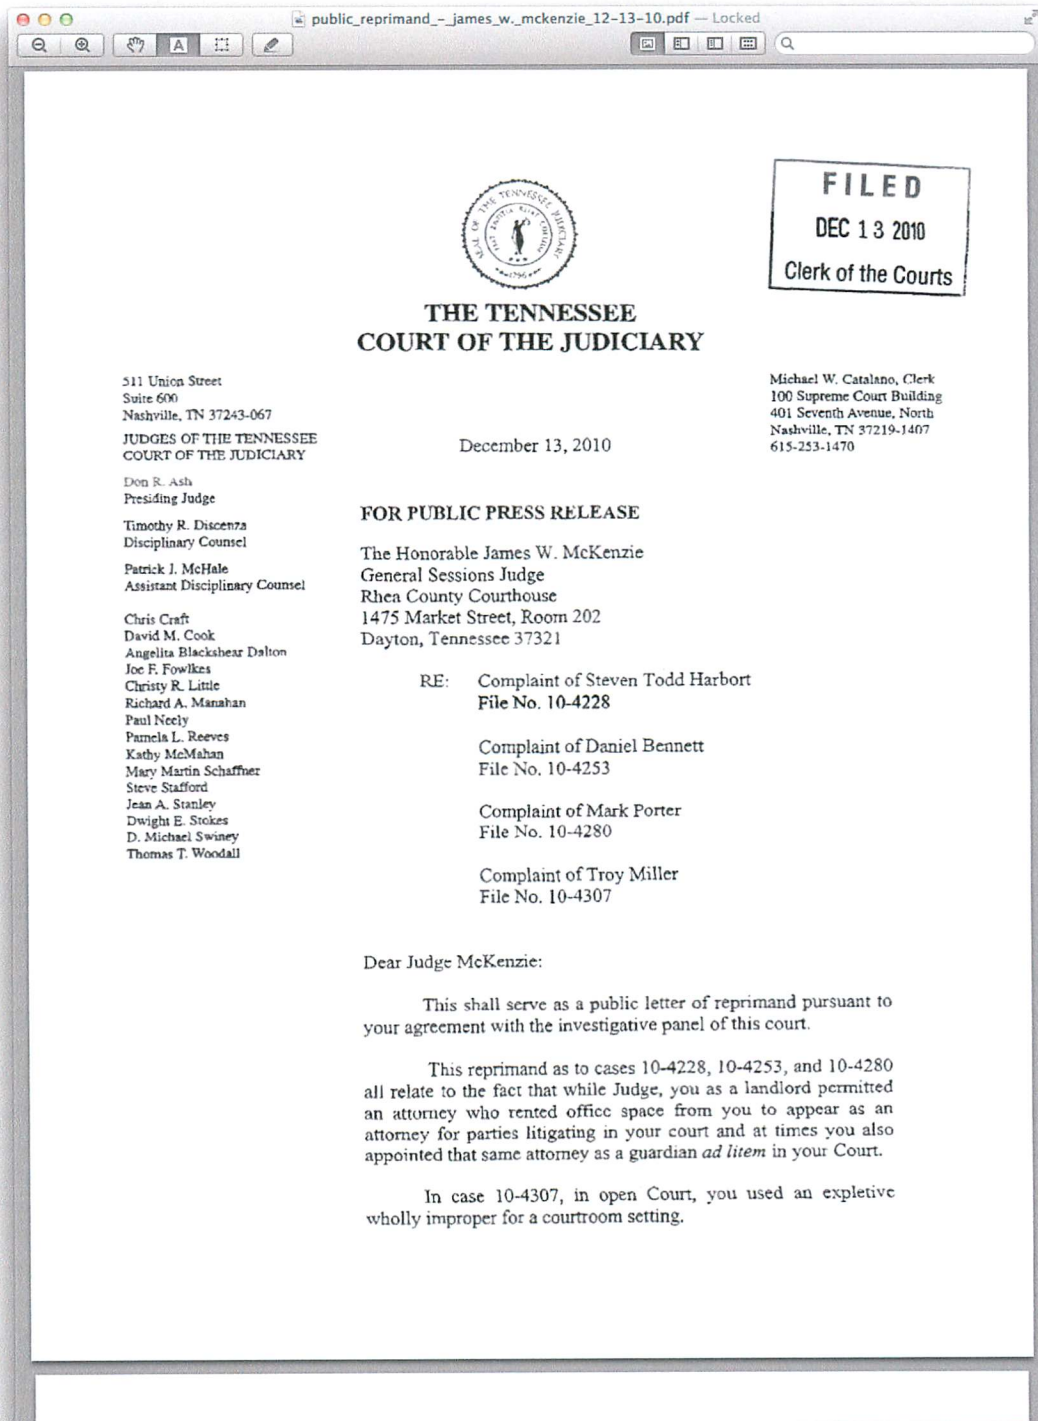 public_reprimand_-_james_w._mckenzie_12-13-10.pdf — Locked
A
FILED
DEC 13 2010
Clerk of the Courts
SEAL OF THE TENNESSEE JUDICIARY
1796
THE TENNESSEE
COURT OF THE JUDICIARY
511 Union Street
Suite 600
Nashville, TN 37243-067
JUDGES OF THE TENNESSEE
COURT OF THE JUDICIARY
Don R. Ash
Presiding Judge
Timothy R. Discenza
Disciplinary Counsel
Patrick J. McHale
Assistant Disciplinary Counsel
Chris Craft
David M. Cook
Angelita Blackshear Dalton
Joe F. Fowlkes
Christy R. Little
Richard A. Manahan
Paul Neely
Pamela L. Reeves
Kathy McMahan
Mary Martin Schaffner
Steve Stafford
Jean A. Stanley
Dwight E. Stokes
D. Michael Swiney
Thomas T. Woodall
Michael W. Catalano, Clerk
100 Supreme Court Building
401 Seventh Avenue, North
Nashville, TN 37219-1407
615-253-1470
December 13, 2010
FOR PUBLIC PRESS RELEASE
The Honorable James W. McKenzie
General Sessions Judge
Rhea County Courthouse
1475 Market Street, Room 202
Dayton, Tennessee 37321
RE: Complaint of Steven Todd Harbort
File No. 10-4228
Complaint of Daniel Bennett
File No. 10-4253
Complaint of Mark Porter
File No. 10-4280
Complaint of Troy Miller
File No. 10-4307
Dear Judge McKenzie:
This shall serve as a public letter of reprimand pursuant to
your agreement with the investigative panel of this court.
This reprimand as to cases 10-4228, 10-4253, and 10-4280
all relate to the fact that while Judge, you as a landlord permitted
an attorney who rented office space from you to appear as an
attorney for parties litigating in your court and at times you also
appointed that same attorney as a guardian ad litem in your Court.
In case 10-4307, in open Court, you used an expletive
wholly improper for a courtroom setting.